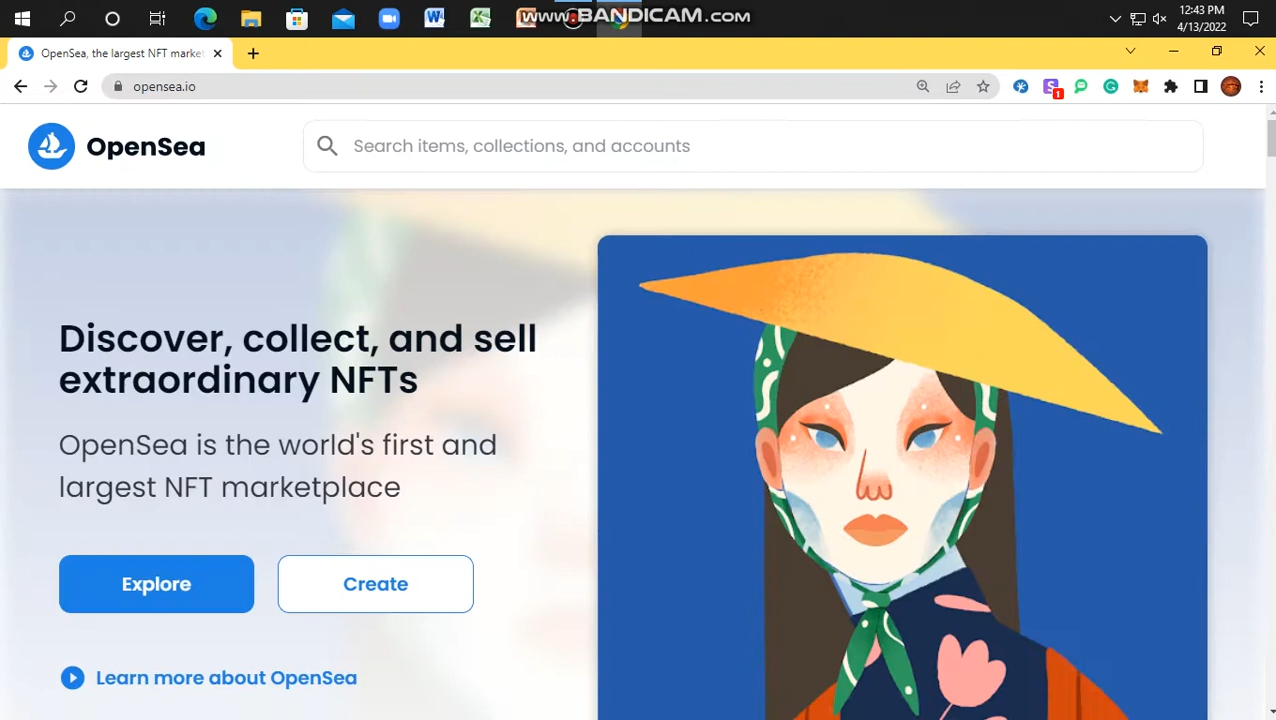 www.BANDICAM.com
12:43 PM
4/13/2022
OpenSea, the largest NFT market
opensea.io
1
OpenSea
Search items, collections, and accounts
Discover, collect, and sell
extraordinary NFTs
OpenSea is the world's first and
largest NFT marketplace
Explore
Create
Learn more about OpenSea